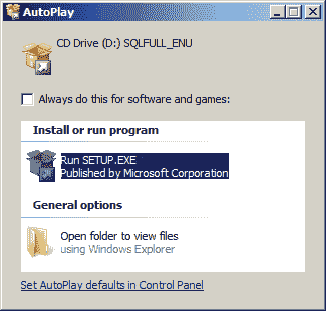 AutoPlay
CD Drive (D:) SQLFULL_ENU
Always do this for software and games:
Install or run program
Run SETUP.EXE
Published by Microsoft Corporation
General options
Open folder to view files
using Windows Explorer
Set AutoPlay defaults in Control Panel